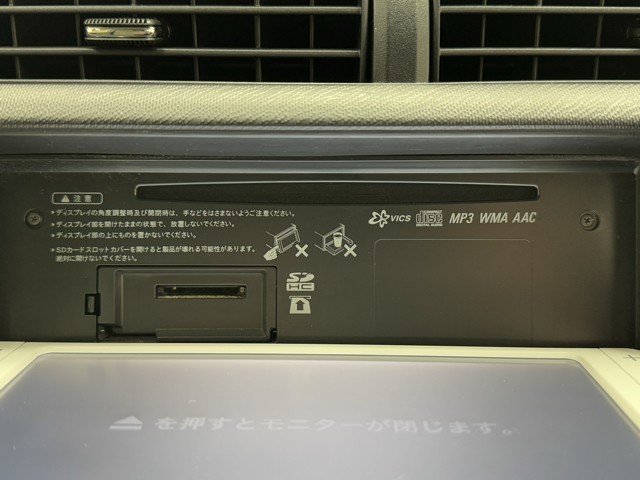 ⚠ 注意
●ディスプレイの角度調整時及び開閉時は、手などをはさまないようご注意ください。
●ディスプレイ部を開けたままの状態で、放置しないでください。
●ディスプレイ部の上にものを置かないでください。
●SDカードスロットカバーを開けると製品が壊れる可能性があります。
絶対に開けないでください。
VICS COMPACT disc DIGITAL AUDIO MP3 WMA AAC
SD HC
⏏を押すとモニターが閉じます。